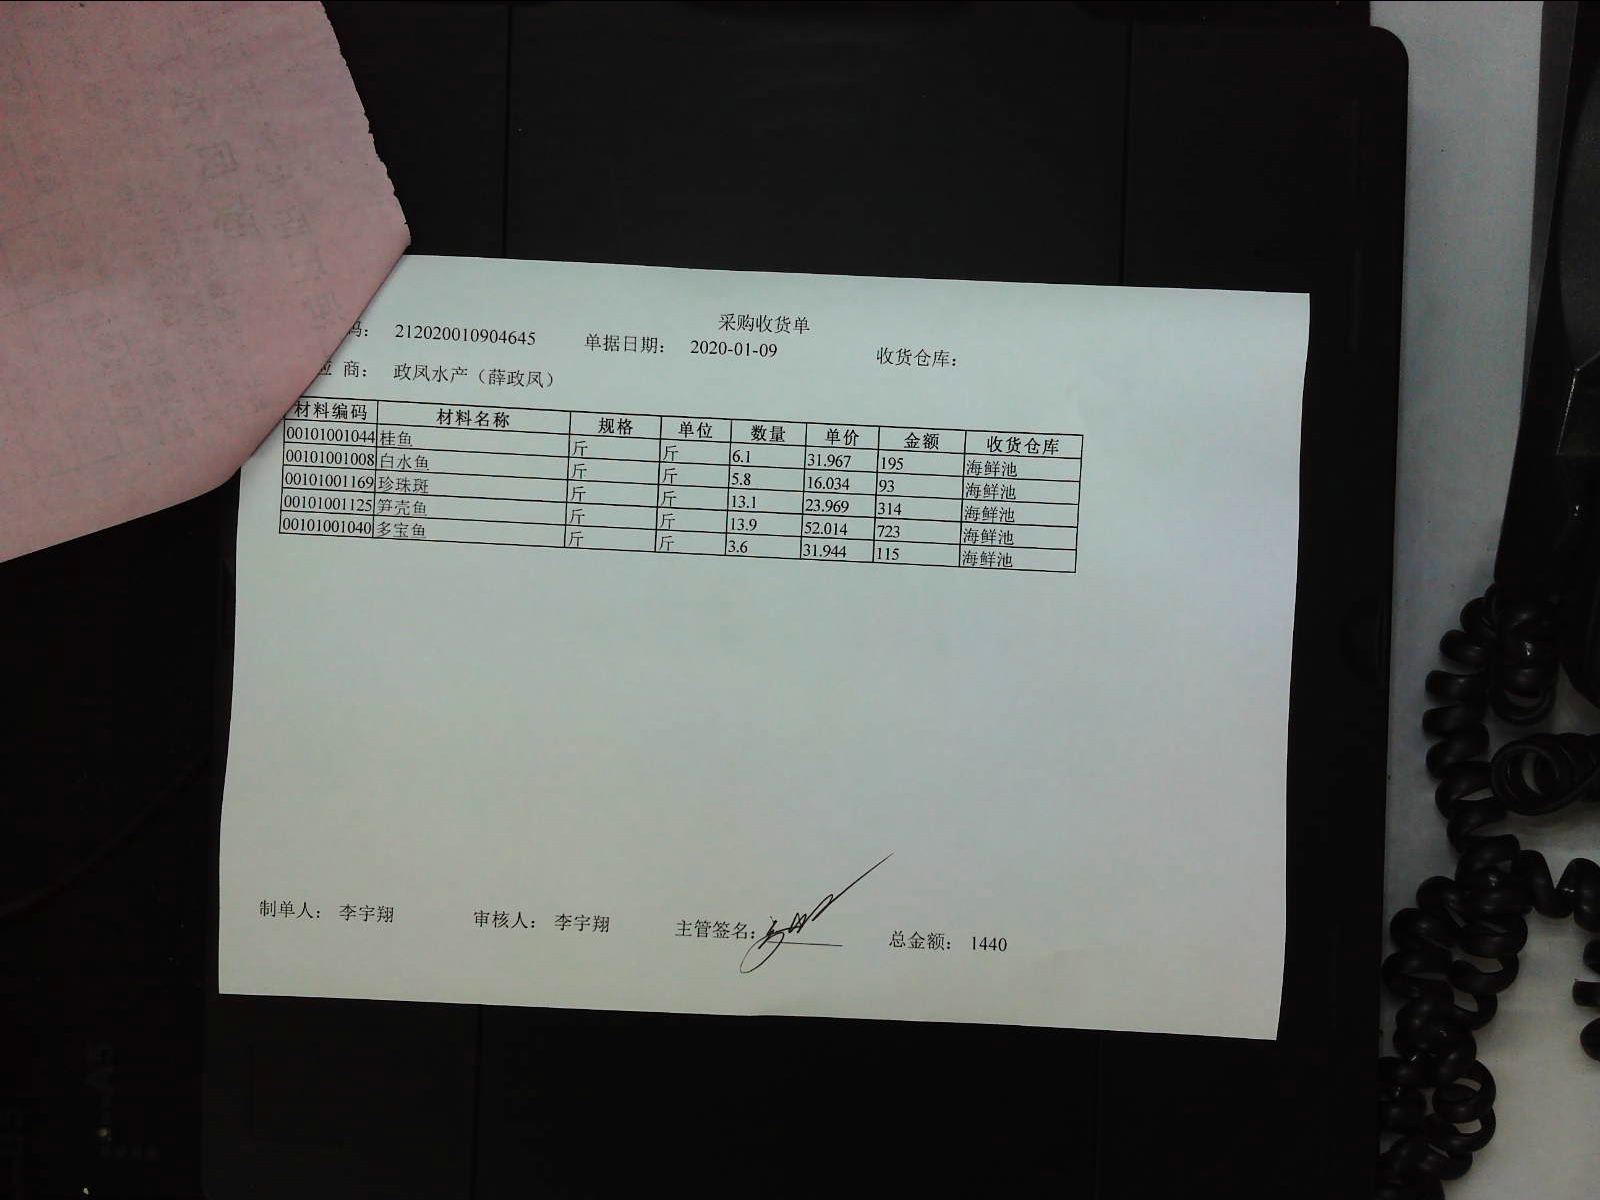 采购收货单
码： 212020010904645 单据日期： 2020-01-09 收货仓库：
应 商： 政凤水产（薛政凤）
材料编码 材料名称 规格 单位 数量 单价 金额 收货仓库
00101001044 桂鱼 斤 斤 6.1 31.967 195 海鲜池
00101001008 白水鱼 斤 斤 5.8 16.034 93 海鲜池
00101001169 珍珠斑 斤 斤 13.1 23.969 314 海鲜池
00101001125 笋壳鱼 斤 斤 13.9 52.014 723 海鲜池
00101001040 多宝鱼 斤 斤 3.6 31.944 115 海鲜池
制单人： 李宇翔 审核人： 李宇翔 主管签名： 总金额： 1440